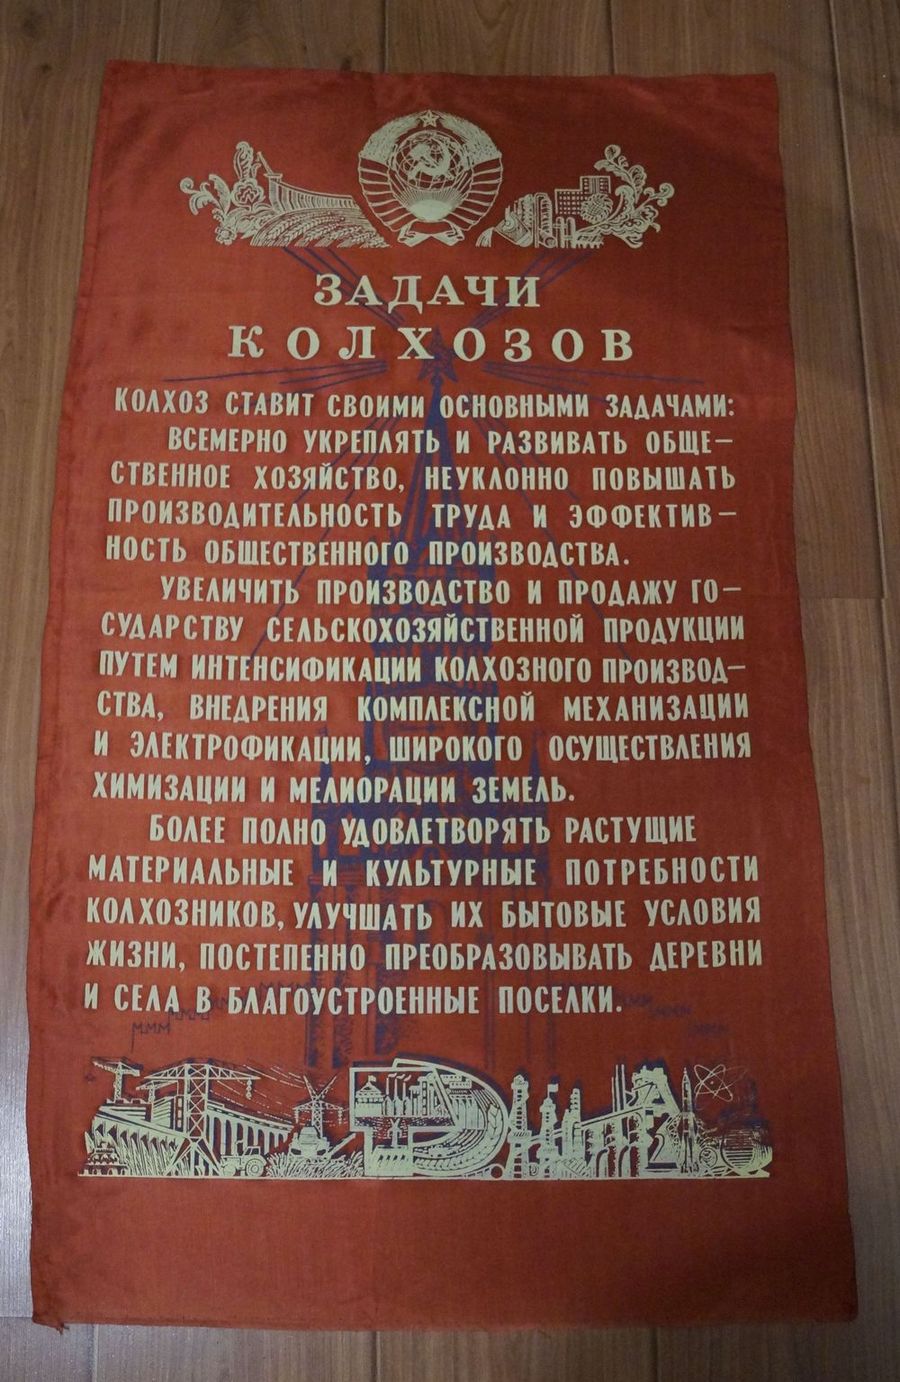 ЗАДАЧИ
КОЛХОЗОВ
КОЛХОЗ СТАВИТ СВОИМИ ОСНОВНЫМИ ЗАДАЧАМИ:
ВСЕМЕРНО УКРЕПЛЯТЬ И РАЗВИВАТЬ ОБЩЕ–
СТВЕННОЕ ХОЗЯЙСТВО, НЕУКЛОННО ПОВЫШАТЬ
ПРОИЗВОДИТЕЛЬНОСТЬ ТРУДА И ЭФФЕКТИВ–
НОСТЬ ОБЩЕСТВЕННОГО ПРОИЗВОДСТВА.
УВЕЛИЧИТЬ ПРОИЗВОДСТВО И ПРОДАЖУ ГО–
СУДАРСТВУ СЕЛЬСКОХОЗЯЙСТВЕННОЙ ПРОДУКЦИИ
ПУТЕМ ИНТЕНСИФИКАЦИИ КОЛХОЗНОГО ПРОИЗВОД–
СТВА, ВНЕДРЕНИЯ КОМПЛЕКСНОЙ МЕХАНИЗАЦИИ
И ЭЛЕКТРОФИКАЦИИ, ШИРОКОГО ОСУЩЕСТВЛЕНИЯ
ХИМИЗАЦИИ И МЕЛИОРАЦИИ ЗЕМЕЛЬ.
БОЛЕЕ ПОЛНО УДОВЛЕТВОРЯТЬ РАСТУЩИЕ
МАТЕРИАЛЬНЫЕ И КУЛЬТУРНЫЕ ПОТРЕБНОСТИ
КОЛХОЗНИКОВ, УЛУЧШАТЬ ИХ БЫТОВЫЕ УСЛОВИЯ
ЖИЗНИ, ПОСТЕПЕННО ПРЕОБРАЗОВЫВАТЬ ДЕРЕВНИ
И СЕЛА В БЛАГОУСТРОЕННЫЕ ПОСЕЛКИ.